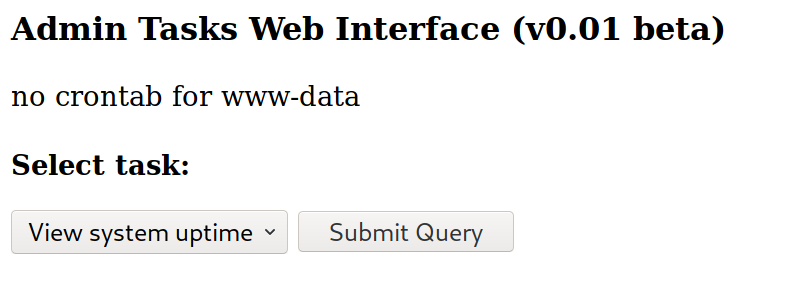 Admin Tasks Web Interface (v0.01 beta)
no crontab for www-data
Select task:
View system uptime Submit Query